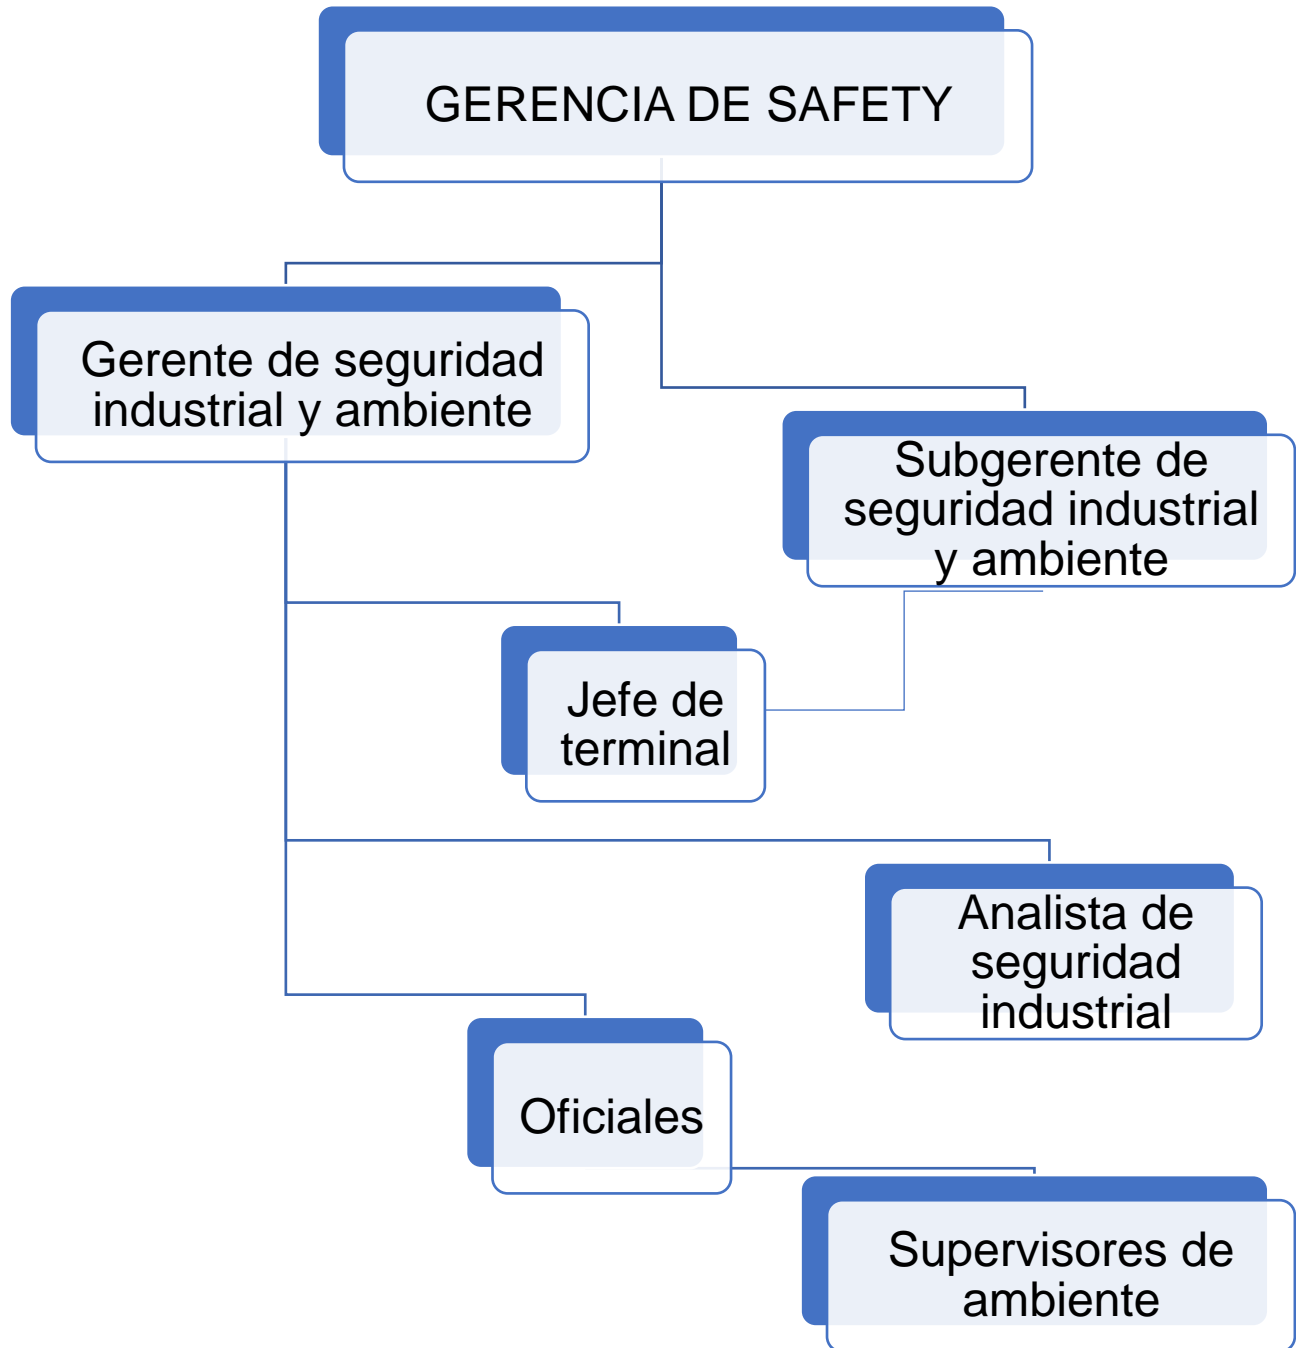 GERENCIA DE SAFETY
Gerente de seguridad
industrial y ambiente
Subgerente de
seguridad industrial
y ambiente
Jefe de
terminal
Analista de
seguridad
industrial
Oficiales
Supervisores de
ambiente